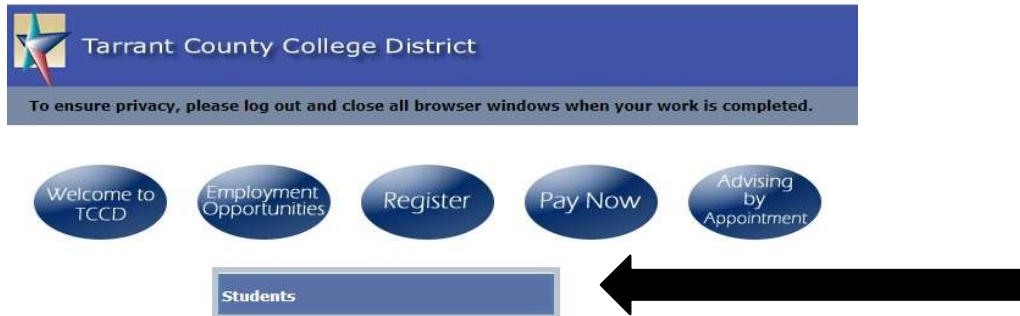 Tarrant County College District
To ensure privacy, please log out and close all browser windows when your work is completed.
Welcome to
TCCD
Employment
Opportunities
Register
Pay Now
Advising
by
Appointment
Students